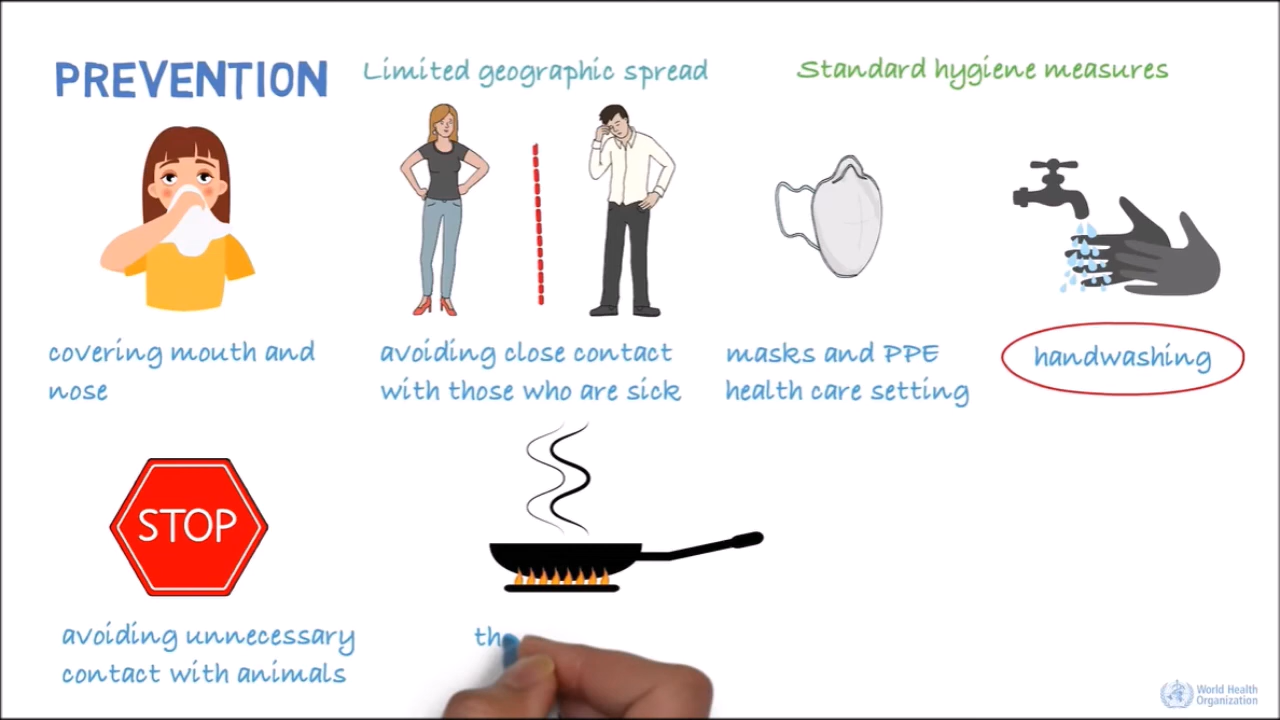 PREVENTION
Limited geographic spread
Standard hygiene measures
covering mouth and
nose
avoiding close contact
with those who are sick
masks and PPE
health care setting
handwashing
STOP
avoiding unnecessary
contact with animals
th
World Health
Organization